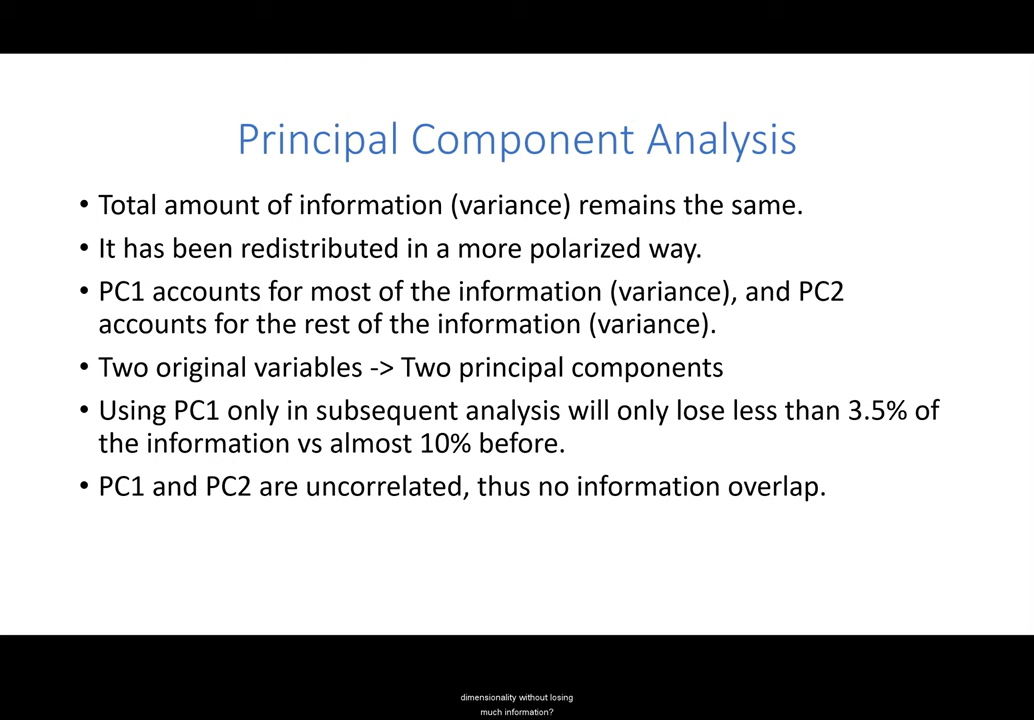 Principal Component Analysis
• Total amount of information (variance) remains the same.
• It has been redistributed in a more polarized way.
• PC1 accounts for most of the information (variance), and PC2
accounts for the rest of the information (variance).
• Two original variables -> Two principal components
• Using PC1 only in subsequent analysis will only lose less than 3.5% of
the information vs almost 10% before.
• PC1 and PC2 are uncorrelated, thus no information overlap.
dimensionality without losing
much information?